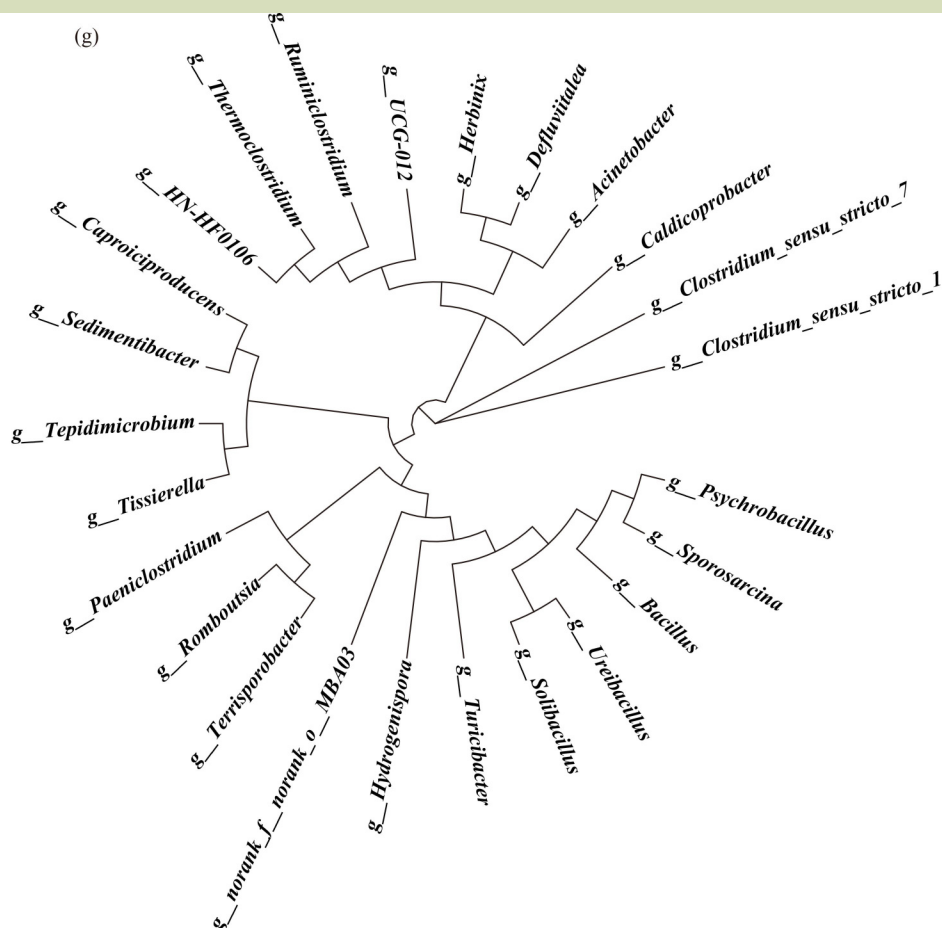 (g)
g__Ruminiclostridium
g__Thermoclostridium
g__UCG-012
g__Herbinix
g__Defluviitalea
g__Acinetobacter
g__HN-HF0106
g__Caldicoprobacter
g__Caproiciproducens
g__Clostridium_sensu_stricto_7
g__Sedimentibacter
g__Clostridium_sensu_stricto_1
g__Tepidimicrobium
g__Tissierella
g__Psychrobacillus
g__Sporosarcina
g__Paeniclostridium
g__Bacillus
g__Romboutsia
g__Ureibacillus
g__Terrisporobacter
g__Solibacillus
g__norank_f__norank_o__MBA03
g__Hydrogenispora
g__Turicibacter